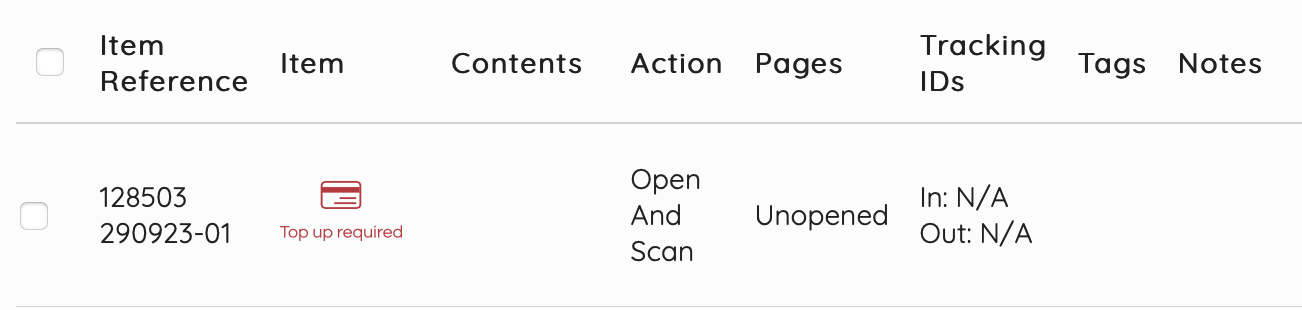 Item Reference
Item
Contents
Action
Pages
Tracking IDs
Tags
Notes
128503
290923-01
Top up required
Open
And
Scan
Unopened
In: N/A
Out: N/A